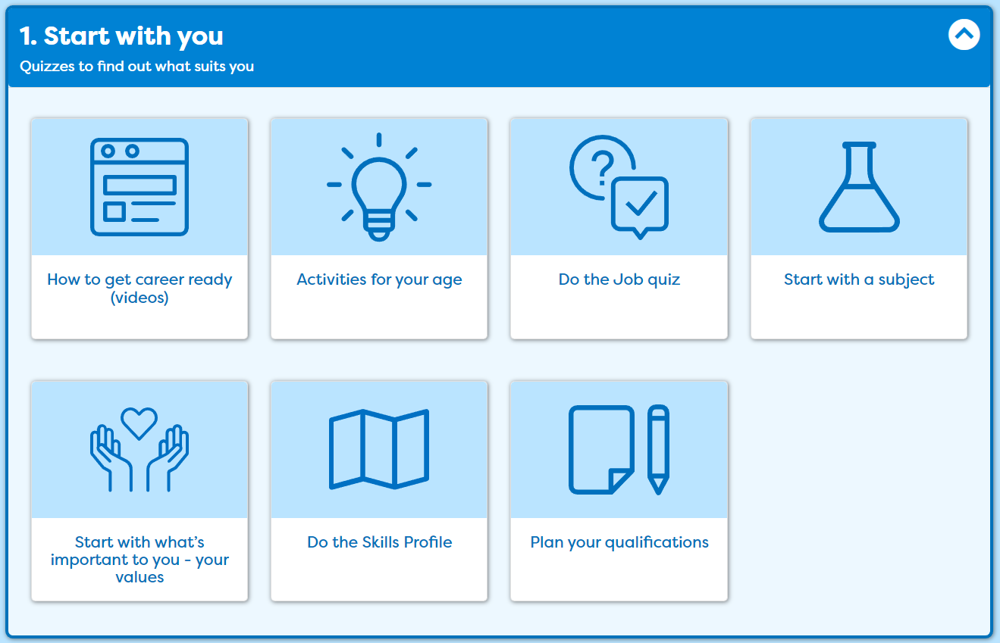 1. Start with you
Quizzes to find out what suits you
How to get career ready
(videos)
Activities for your age
?
Do the Job quiz
Start with a subject
Start with what’s
important to you - your
values
Do the Skills Profile
Plan your qualifications